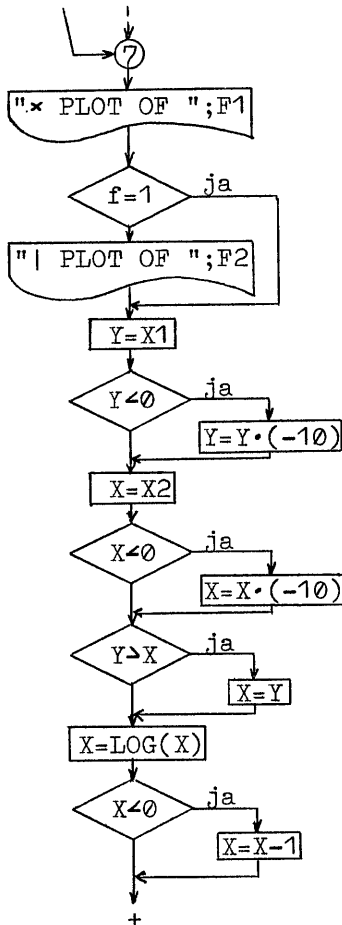 7
"× PLOT OF ";F1
f=1
ja
"| PLOT OF ";F2
Y=X1
Y<0
ja
Y=Y·(-10)
X=X2
X<0
ja
X=X·(-10)
Y>X
ja
X=Y
X=LOG(X)
X<0
ja
X=X-1
+